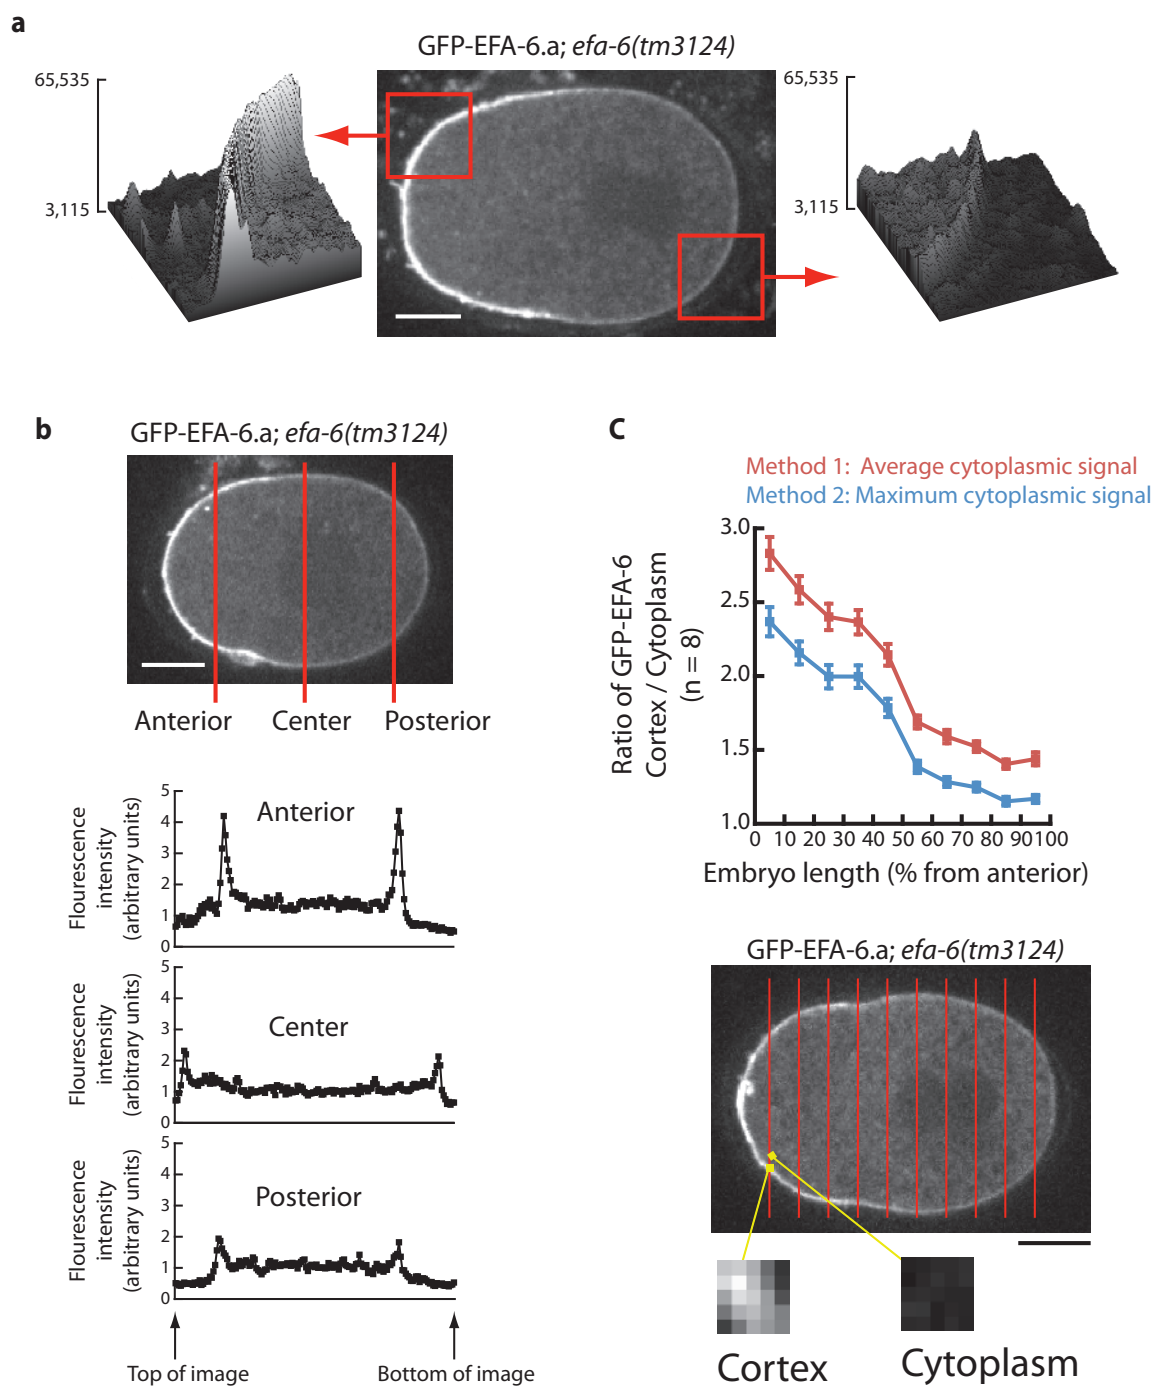 a
GFP-EFA-6.a; efa-6(tm3124)
65,535
3,115
65,535
3,115
b
GFP-EFA-6.a; efa-6(tm3124)
Anterior
Center
Posterior
Flourescence
intensity
(arbitrary units)
5
4
3
2
1
0
Anterior
Flourescence
intensity
(arbitrary units)
5
4
3
2
1
0
Center
Flourescence
intensity
(arbitrary units)
5
4
3
2
1
0
Posterior
Top of image
Bottom of image
C
Method 1: Average cytoplasmic signal
Method 2: Maximum cytoplasmic signal
Ratio of GFP-EFA-6
Cortex / Cytoplasm
(n = 8)
3.0
2.5
2.0
1.5
1.0
0 10 20 30 40 50 60 70 80 90 100
Embryo length (% from anterior)
GFP-EFA-6.a; efa-6(tm3124)
Cortex
Cytoplasm